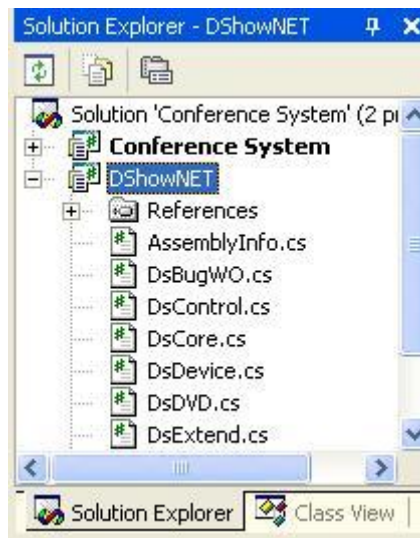 Solution Explorer - DShowNET
Solution 'Conference System' (2 p
Conference System
DShowNET
References
AssemblyInfo.cs
DsBugWO.cs
DsControl.cs
DsCore.cs
DsDevice.cs
DsDVD.cs
DsExtend.cs
Solution Explorer
Class View